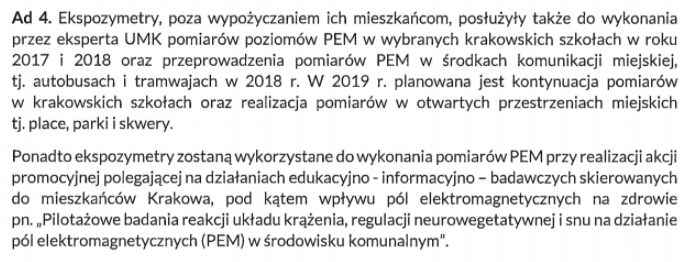 Ad 4. Ekspozymetry, poza wypożyczaniem ich mieszkańcom, posłużyły także do wykonania
przez eksperta UMK pomiarów poziomów PEM w wybranych krakowskich szkołach w roku
2017 i 2018 oraz przeprowadzenia pomiarów PEM w środkach komunikacji miejskiej,
tj. autobusach i tramwajach w 2018 r. W 2019 r. planowana jest kontynuacja pomiarów
w krakowskich szkołach oraz realizacja pomiarów w otwartych przestrzeniach miejskich
tj. place, parki i skwery.
Ponadto ekspozymetry zostaną wykorzystane do wykonania pomiarów PEM przy realizacji akcji
promocyjnej polegającej na działaniach edukacyjno - informacyjno – badawczych skierowanych
do mieszkańców Krakowa, pod kątem wpływu pól elektromagnetycznych na zdrowie
pn. „Pilotażowe badania reakcji układu krążenia, regulacji neurowegetatywnej i snu na działanie
pól elektromagnetycznych (PEM) w środowisku komunalnym”.